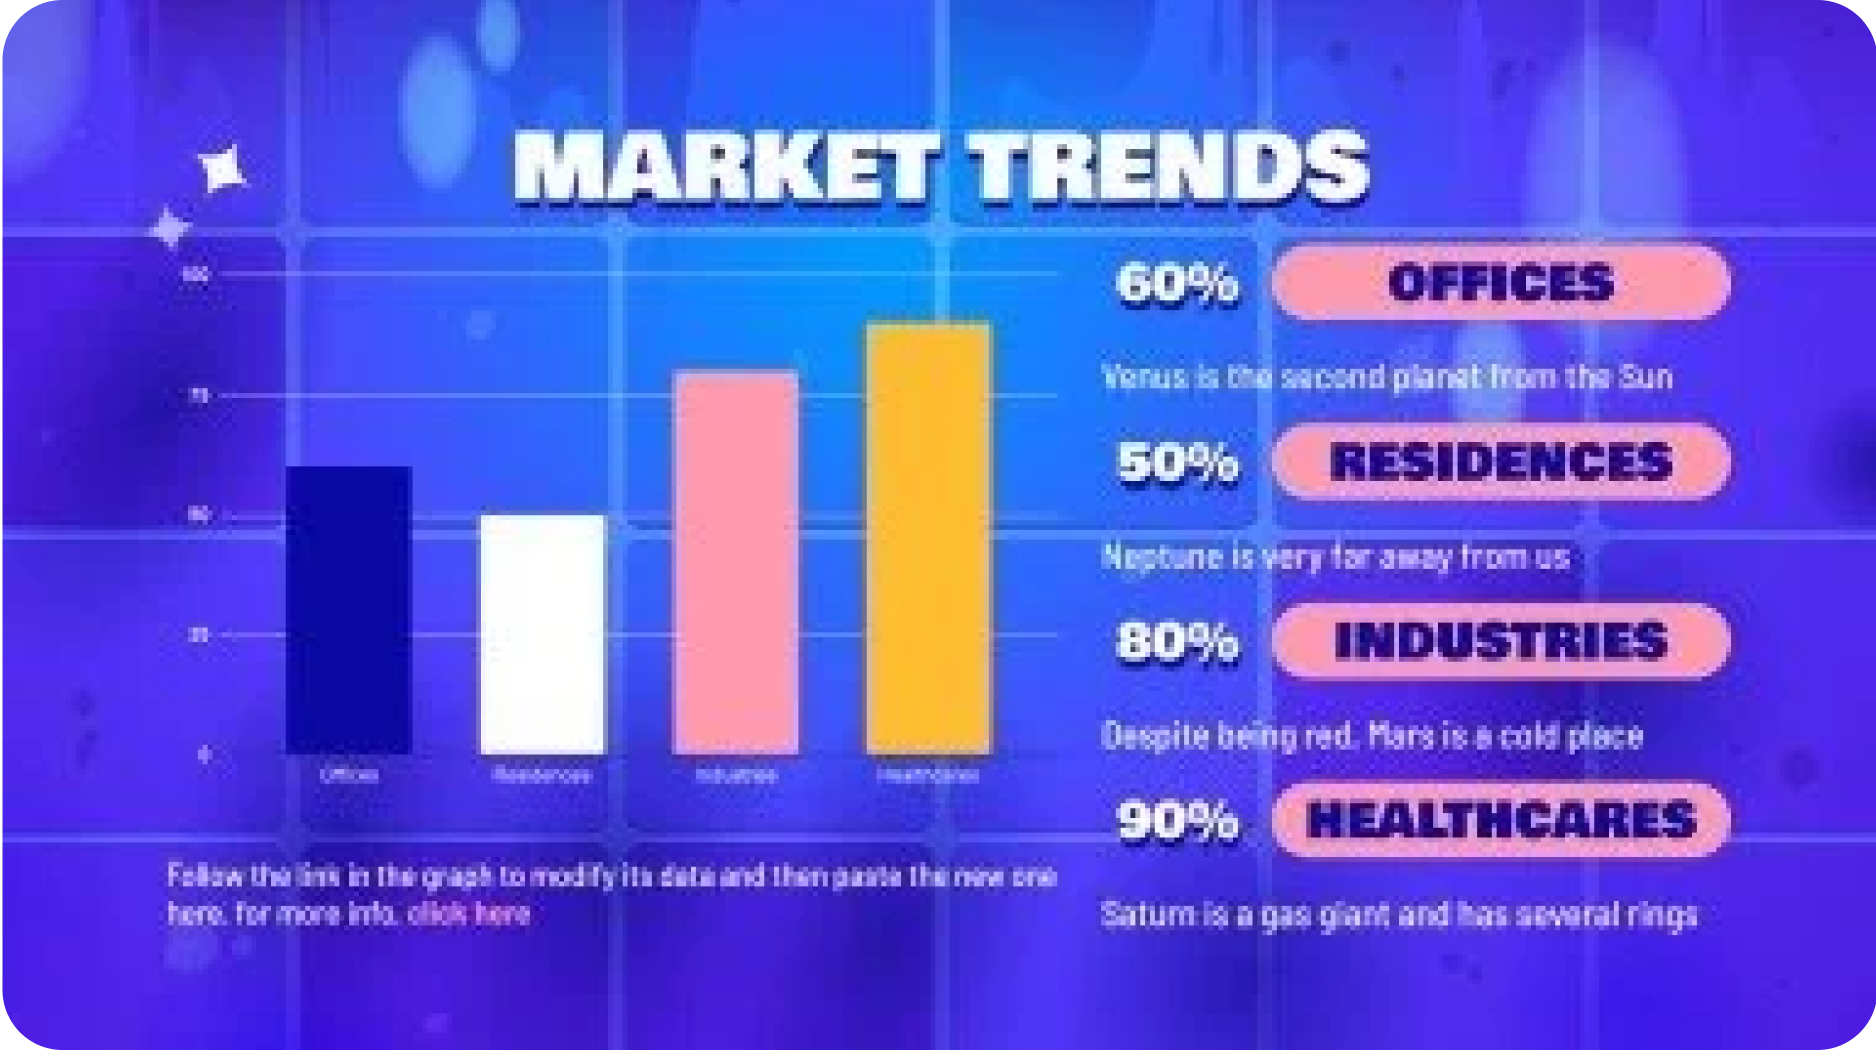 MARKET TRENDS
100
75
50
25
0
Offices
Residences
Industries
Healthcares
Follow the link in the graph to modify its data and then paste the new one
here. For more info, click here
60%
OFFICES
Venus is the second planet from the Sun
50%
RESIDENCES
Neptune is very far away from us
80%
INDUSTRIES
Despite being red, Mars is a cold place
90%
HEALTHCARES
Saturn is a gas giant and has several rings